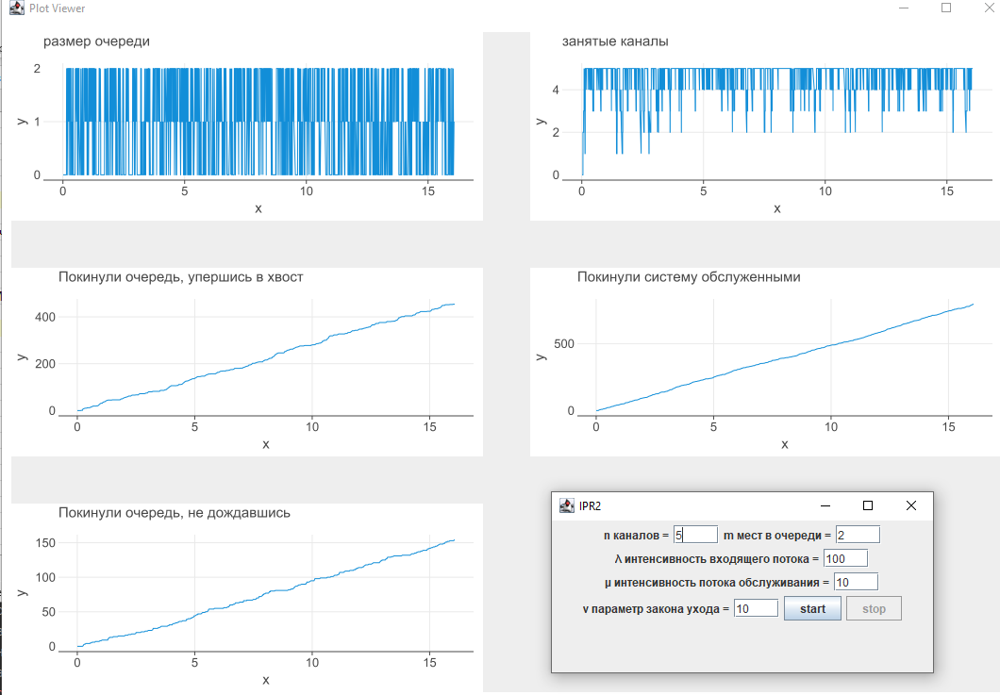 Plot Viewer
размер очереди
2
1
0
y
0 5 10 15
x
занятые каналы
4
2
0
y
0 5 10 15
x
Покинули очередь, упершись в хвост
400
200
0
y
0 5 10 15
x
Покинули систему обслуженными
500
0
y
0 5 10 15
x
Покинули очередь, не дождавшись
150
100
50
0
y
0 5 10 15
x
IPR2
n каналов = 5 m мест в очереди = 2
λ интенсивность входящего потока = 100
μ интенсивность потока обслуживания = 10
v параметр закона ухода = 10 start stop